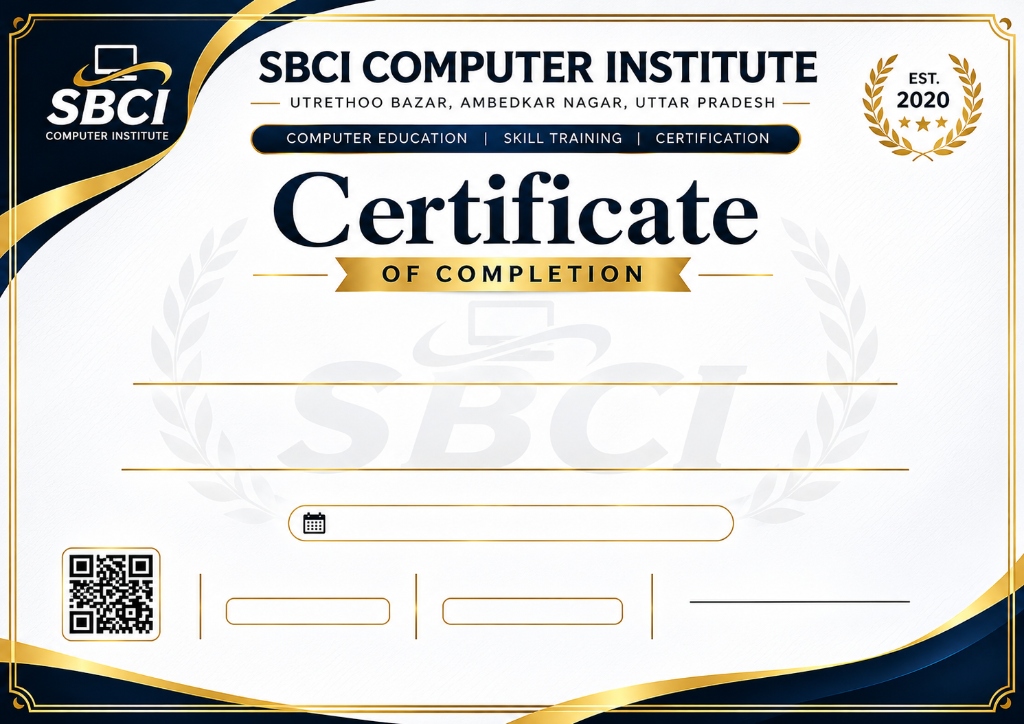 SBCI
COMPUTER INSTITUTE
SBCI COMPUTER INSTITUTE
UTRETHOO BAZAR, AMBEDKAR NAGAR, UTTAR PRADESH
COMPUTER EDUCATION | SKILL TRAINING | CERTIFICATION
EST.
2020
Certificate
OF COMPLETION
SBCI